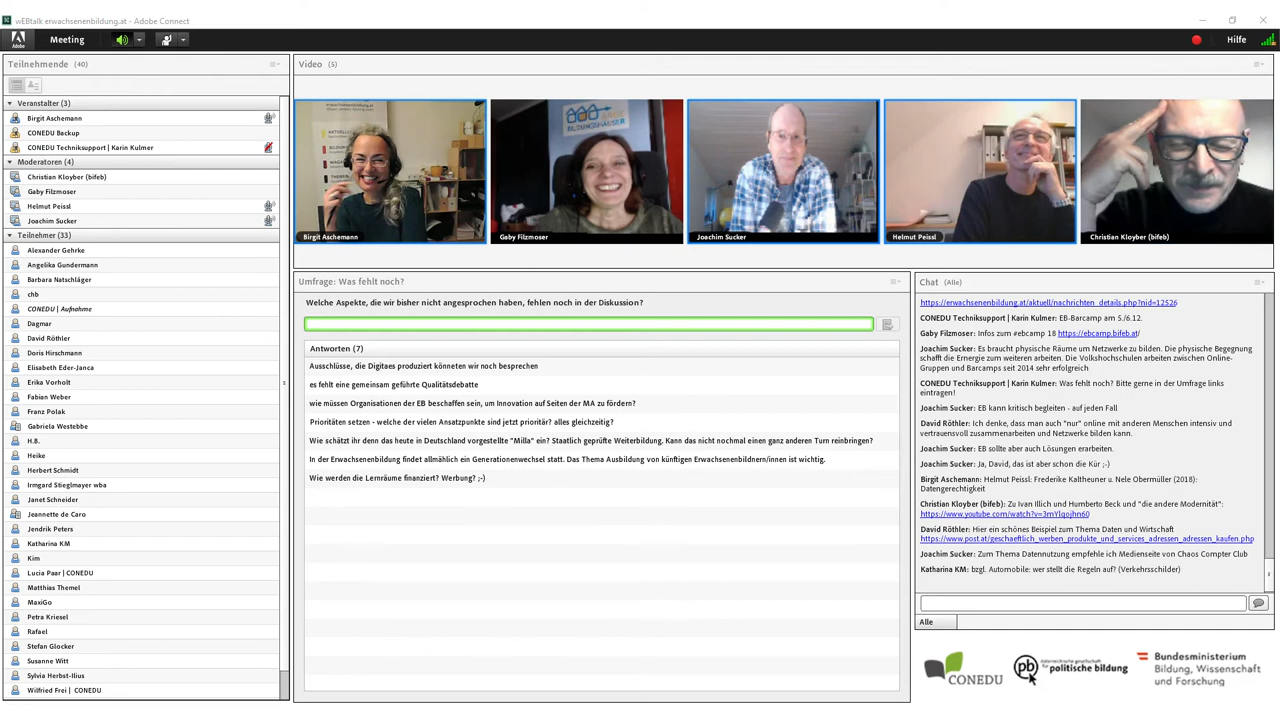 wEBtalk erwachsenenbildung.at - Adobe Connect
Adobe
Meeting
Hilfe
Teilnehmende (40)
Veranstalter (3)
Birgit Aschemann
CONEDU Backup
CONEDU Techniksupport | Karin Kulmer
Moderatoren (4)
Christian Kloyber (bifeb)
Gaby Filzmoser
Helmut Peissl
Joachim Sucker
Teilnehmer (33)
Alexander Gehrke
Angelika Gundermann
Barbara Natschläger
chb
CONEDU | Aufnahme
Dagmar
David Röthler
Doris Hirschmann
Elisabeth Eder-Janca
Erika Vorholt
Fabian Weber
Franz Polak
Gabriela Westebbe
H.B.
Heike
Herbert Schmidt
Irmgard Stieglmayer wba
Janet Schneider
Jeannette de Caro
Jendrik Peters
Katharina KM
Kim
Lucia Paar | CONEDU
Matthias Themel
MaxiGo
Petra Kriesel
Rafael
Stefan Glocker
Susanne Witt
Sylvia Herbst-Ilius
Wilfried Frei | CONEDU
Video (5)
erwachsenenbildung.at
BILDUNGSHÄUSER
Birgit Aschemann
Gaby Filzmoser
Joachim Sucker
Helmut Peissl
Christian Kloyber (bifeb)
Umfrage: Was fehlt noch?
Welche Aspekte, die wir bisher nicht angesprochen haben, fehlen noch in der Diskussion?
Antworten (7)
Ausschlüsse, die Digitaes produziert könneten wir noch besprechen
es fehlt eine gemeinsam geführte Qualitätsdebatte
wie müssen Organisationen der EB beschaffen sein, um Innovation auf Seiten der MA zu fördern?
Prioritäten setzen - welche der vielen Ansatzpunkte sind jetzt prioritär? alles gleichzeitig?
Wie schätzt ihr denn das heute in Deutschland vorgestellte "Milla" ein? Staatlich geprüfte Weiterbildung. Kann das nicht nochmal einen ganz anderen Turn reinbringen?
In der Erwachsenenbildung findet allmählich ein Generationenwechsel statt. Das Thema Ausbildung von künftigen Erwachsenenbildnern/innen ist wichtig.
Wie werden die Lernräume finanziert? Werbung? ;-)
Chat (Alle)
https://erwachsenenbildung.at/aktuell/nachrichten_details.php?nid=12526
CONEDU Techniksupport | Karin Kulmer: EB-Barcamp am 5./6.12.
Gaby Filzmoser: Infos zum #ebcamp 18 https://ebcamp.bifeb.at/
Joachim Sucker: Es braucht physische Räume um Netzwerke zu bilden. Die physische Begegnung
schafft die Eernergie zum weiteren arbeiten. Die Volkshochschulen arbeiten zwischen Online-
Gruppen und Barcamps seit 2014 sehr erfolgreich
CONEDU Techniksupport | Karin Kulmer: Was fehlt noch? Bitte gerne in der Umfrage links
eintragen!
Joachim Sucker: EB kann kritisch begleiten - auf jeden Fall
David Röthler: Ich denke, dass man auch "nur" online mit anderen Menschen intensiv und
vertrauensvoll zusammenarbeiten und Netzwerke bilden kann.
Joachim Sucker: EB sollte aber auch Lösungen erarbeiten.
Joachim Sucker: Ja, David, das ist aber schon die Kür ;-)
Birgit Aschemann: Helmut Peissl: Frederike Kaltheuner u. Nele Obermüller (2018):
Datengerechtigkeit
Christian Kloyber (bifeb): Zu Ivan Illich und Humberto Beck und "die andere Modernität":
https://www.youtube.com/watch?v=3mYlqojhn60
David Röthler: Hier ein schönes Beispiel zum Thema Daten und Wirtschaft
https://www.post.at/geschaeftlich_werben_produkte_und_services_adressen_adressen_kaufen.php
Joachim Sucker: Zum Thema Datennutzung empfehle ich Medienseite von Chaos Compter Club
Katharina KM: bzgl. Automobile: wer stellt die Regeln auf? (Verkehrsschilder)
Alle
CONEDU
pb
österreichische gesellschaft für
politische bildung
Bundesministerium
Bildung, Wissenschaft
und Forschung